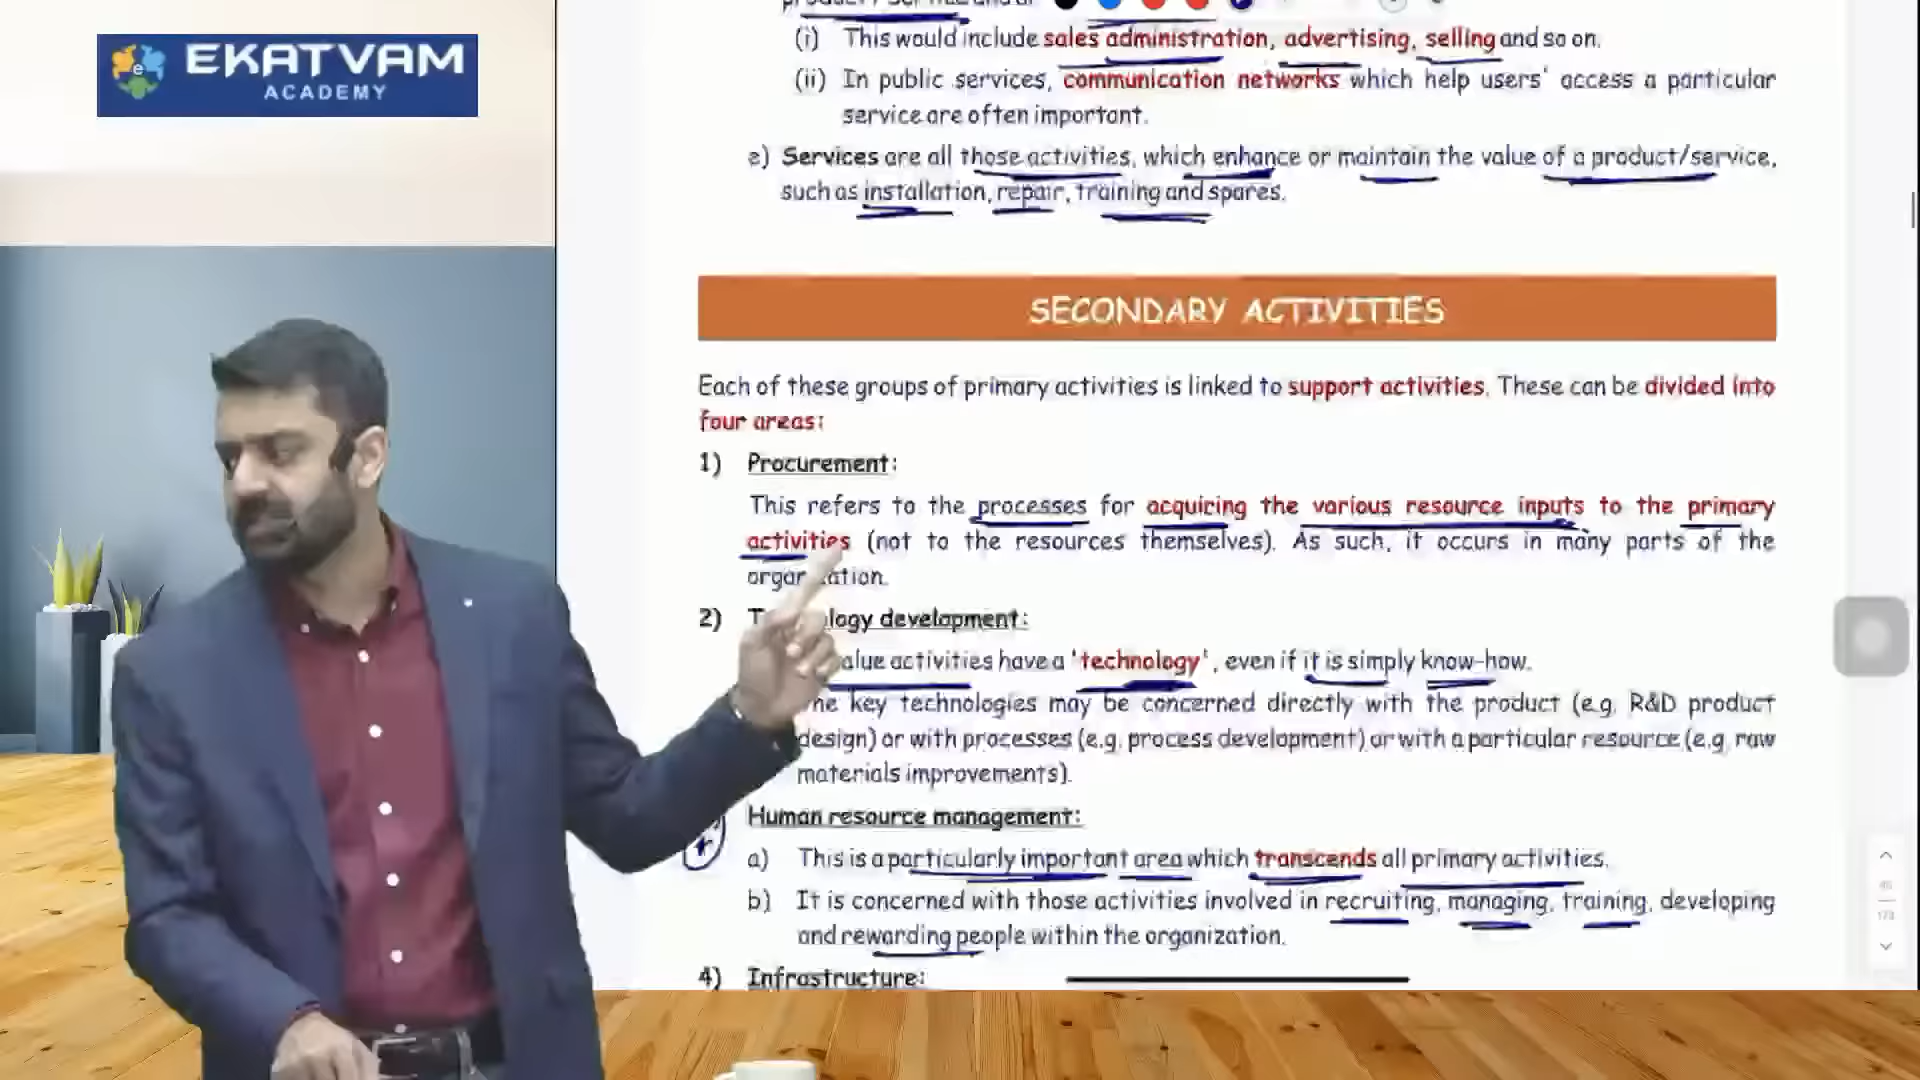 EKATVAM
ACADEMY
(i) This would include sales administration, advertising, selling and so on.
(ii) In public services, communication networks which help users' access a particular
service are often important.
e) Services are all those activities, which enhance or maintain the value of a product/service,
such as installation, repair, training and spares.
SECONDARY ACTIVITIES
Each of these groups of primary activities is linked to support activities. These can be divided into
four areas:
1) Procurement:
This refers to the processes for acquiring the various resource inputs to the primary
activities (not to the resources themselves). As such, it occurs in many parts of the
2) development:
activities have a 'technology', even if it is simply know-how.
key technologies may be concerned directly with the product (e.g. R&D product
design) or with processes (e.g. process development) or with a particular resource (e.g. raw
materials improvements).
Human resource management:
a) This is a particularly important area which transcends all primary activities.
b) It is concerned with those activities involved in recruiting, managing, training, developing
and rewarding people within the organization.
4) Infrastructure: